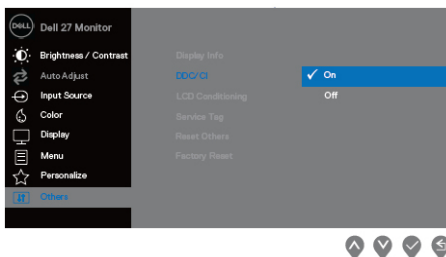 DELL Dell 27 Monitor
Brightness / Contrast
Auto Adjust
Input Source
Color
Display
Menu
Personalize
Others
Display Info
DDC/CI
LCD Conditioning
Service Tag
Reset Others
Factory Reset
On
Off